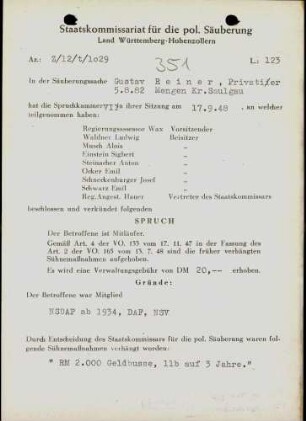 Staatskommissariat für die pol. Säuberung
Land Württemberg-Hohenzollern
Az: Z/12/t/1029
351
L: 123
In der Säuberungssache Gustav Reiner, Privati/er
5.8.82 Mengen Kr.Saulgau
hat die Spruchkammer VI ihrer Sitzung am 17.9.48 , an welcher
teilgenommen haben:
Regierungsassessor Wax Vorsitzender
Waldner Ludwig Beisitzer
Musch Alois „
Einstein Sigbert „
Steinacher Anton „
Ocker Emil „
Schneckenburger Josef „
Schwarz Emil „
Reg.Angest. Hauer Vertreter des Staatskommissars
beschlossen und verkündet folgenden
SPRUCH
Der Betroffene ist Mitläufer.
Gemäß Art. 4 der VO. 133 vom 17. 11. 47 in der Fassung des
Art. 2 der VO. 165 vom 13. 7. 48 sind die früher verhängten
Sühnemaßnahmen aufgehoben.
Es wird eine Verwaltungsgebühr von DM 20,-- erhoben.
Gründe:
Der Betroffene war Mitglied
NSDAP ab 1934, DAF, NSV
Durch Entscheidung des Staatskommissars für die pol. Säuberung waren folgende
Sühnemaßnahmen verhängt worden:
" RM 2.000 Geldbusse, 11b auf 3 Jahre."